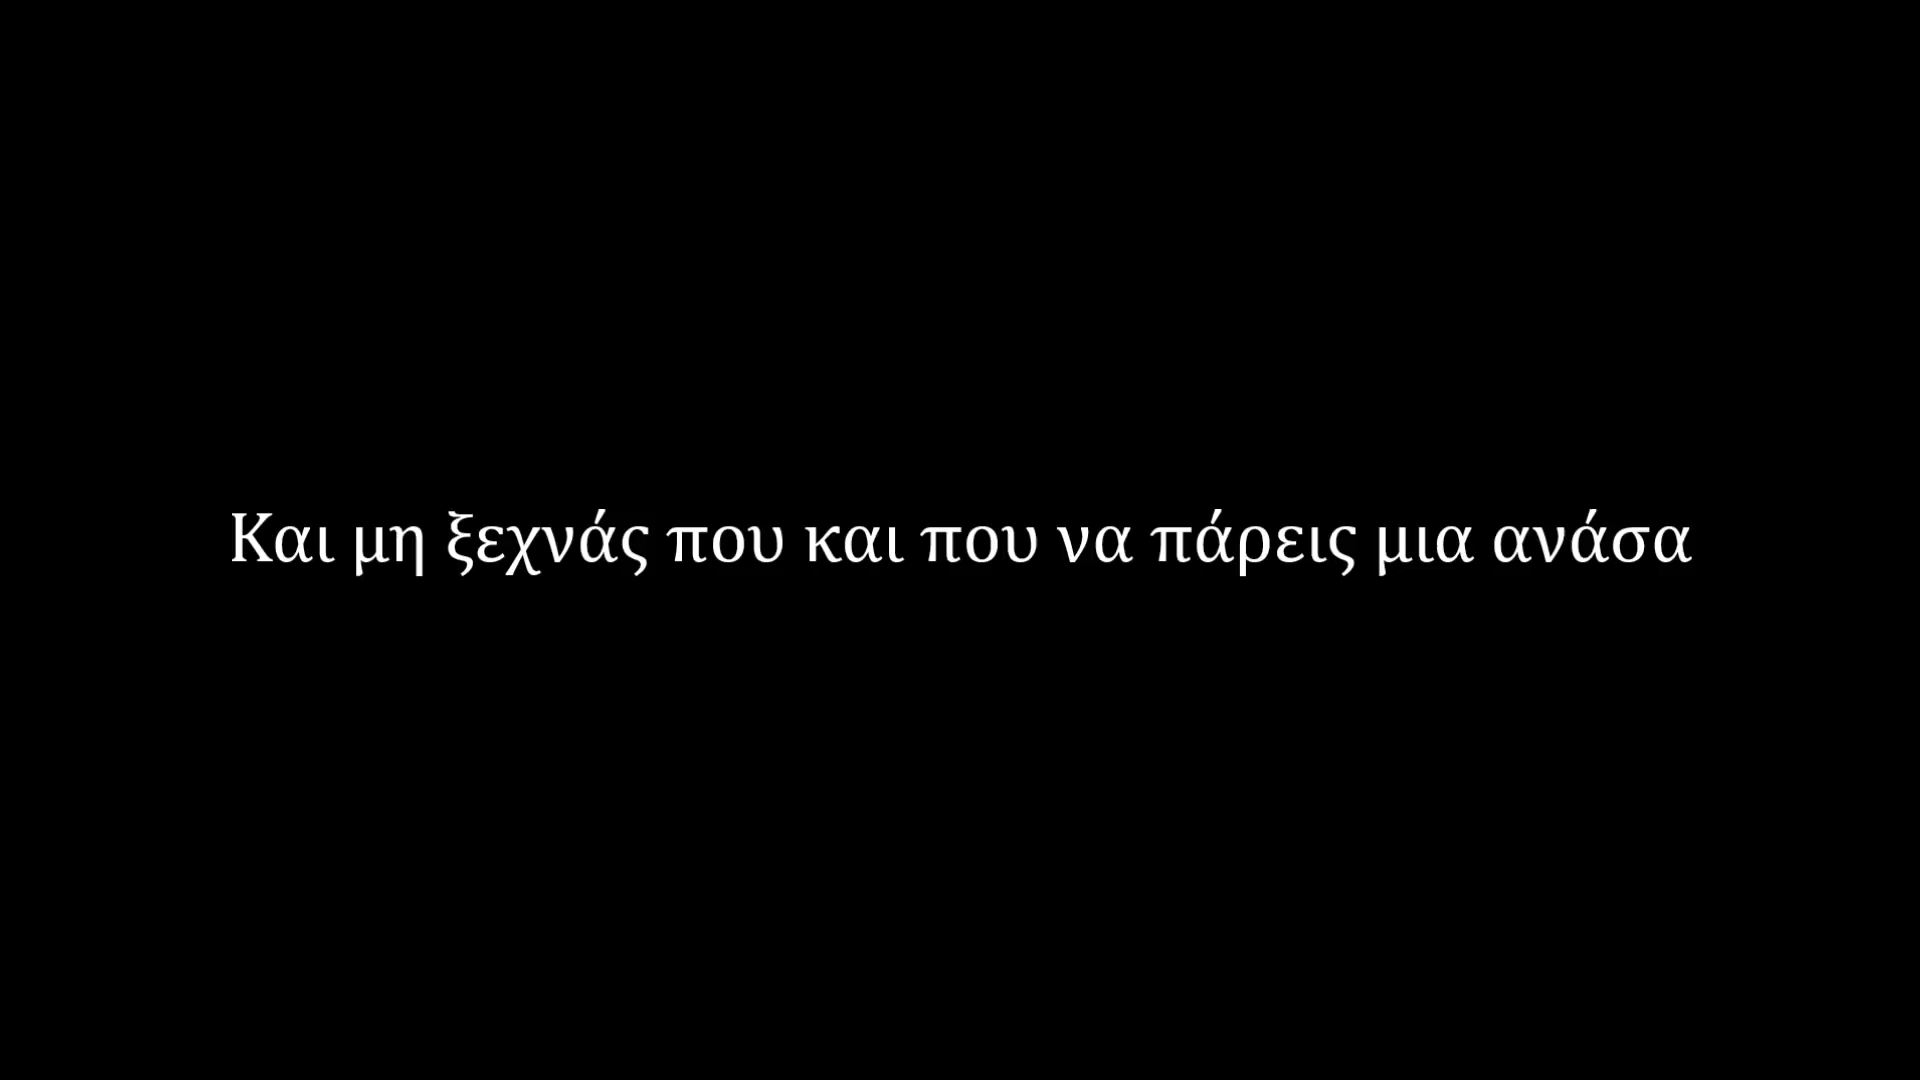 Και μη ξεχνάς που και που να πάρεις μια ανάσα